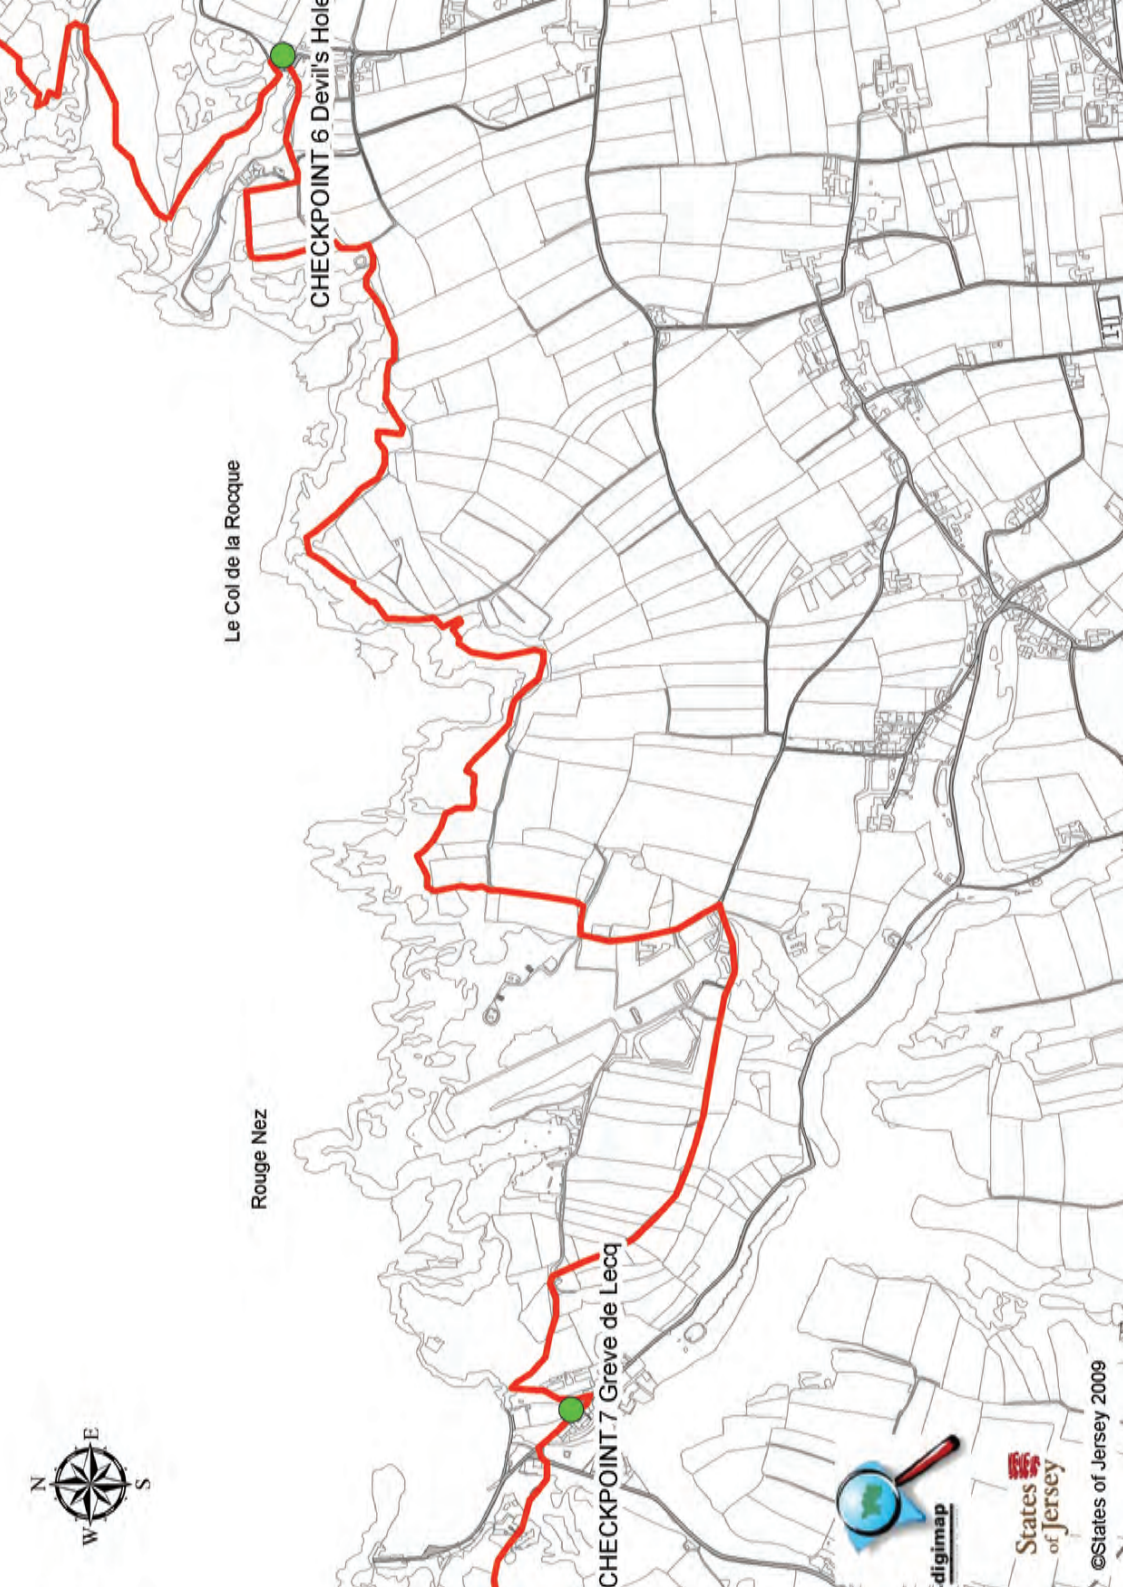 CHECKPOINT 6 Devil's Hole
Le Col de la Rocque
Rouge Nez
CHECKPOINT 7 Greve de Lecq
N
W
E
S
digimap
States
of Jersey
©States of Jersey 2009